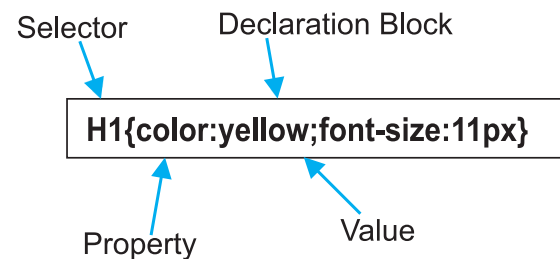 Selector
Declaration Block
H1{color:yellow;font-size:11px}
Property
Value